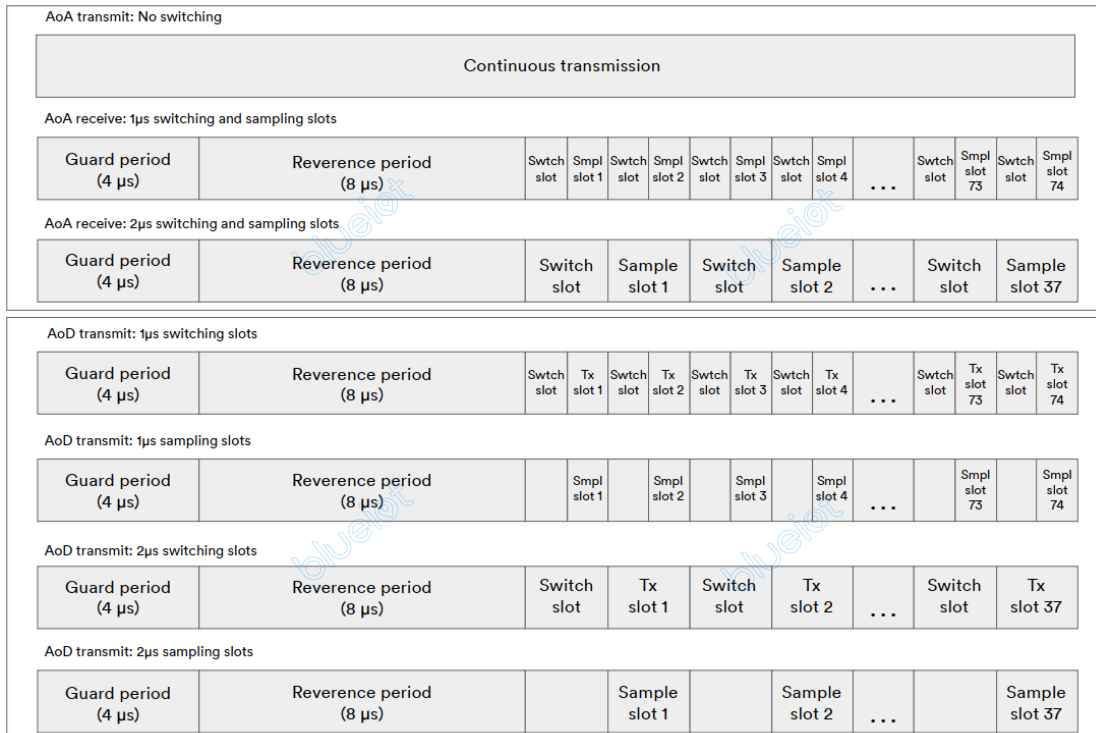 AoA transmit: No switching
Continuous transmission
AoA receive: 1µs switching and sampling slots
Guard period Reverence period Swtch Smpl Swtch Smpl Swtch Smpl Swtch Smpl Swtch Smpl Swtch Smpl
(4 µs) (8 µs) slot slot 1 slot slot 2 slot slot 3 slot slot 4 ... slot slot 73 slot slot 74
AoA receive: 2µs switching and sampling slots
Guard period Reverence period Switch Sample Switch Sample Switch Sample
(4 µs) (8 µs) slot slot 1 slot slot 2 ... slot slot 37
AoD transmit: 1µs switching slots
Guard period Reverence period Swtch Tx Swtch Tx Swtch Tx Swtch Tx Swtch Tx Swtch Tx
(4 µs) (8 µs) slot slot 1 slot slot 2 slot slot 3 slot slot 4 ... slot slot 73 slot slot 74
AoD transmit: 1µs sampling slots
Guard period Reverence period Smpl Smpl Smpl Smpl Smpl Smpl
(4 µs) (8 µs) slot 1 slot 2 slot 3 slot 4 ... slot 73 slot 74
AoD transmit: 2µs switching slots
Guard period Reverence period Switch Tx Switch Tx Switch Tx
(4 µs) (8 µs) slot slot 1 slot slot 2 ... slot slot 37
AoD transmit: 2µs sampling slots
Guard period Reverence period Sample Sample Sample
(4 µs) (8 µs) slot 1 slot 2 ... slot 37
blueiot
blueiot
blueiot
blueiot